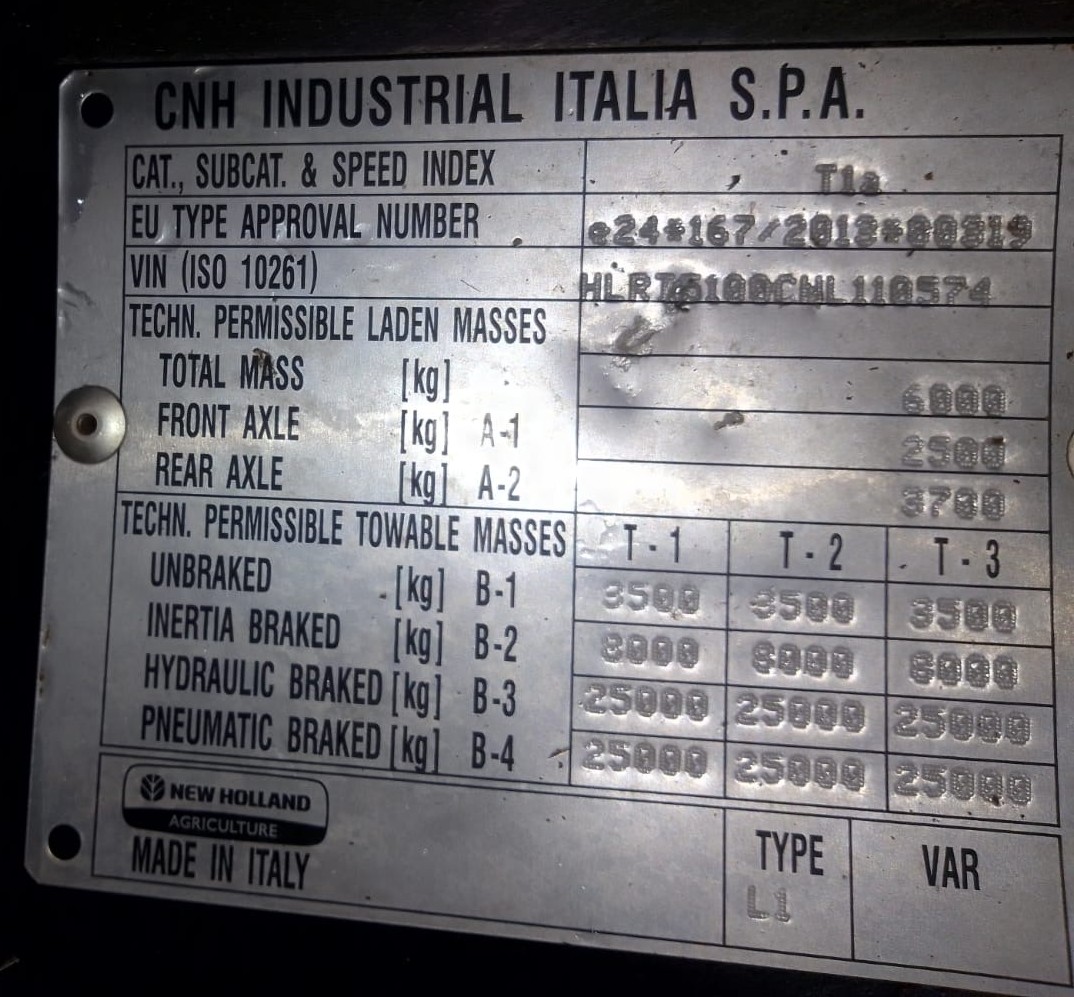 CNH INDUSTRIAL ITALIA S.P.A.
CAT., SUBCAT. & SPEED INDEX T1a
EU TYPE APPROVAL NUMBER e24*167/2013*00319
VIN (ISO 10261)
TECHN. PERMISSIBLE LADEN MASSES
TOTAL MASS [kg] 6000
FRONT AXLE [kg] A-1 2500
REAR AXLE [kg] A-2 3700
TECHN. PERMISSIBLE TOWABLE MASSES T-1 T-2 T-3
UNBRAKED [kg] B-1 3500 3500 3500
INERTIA BRAKED [kg] B-2 8000
HYDRAULIC BRAKED [kg] B-3 25000 25000 25000
PNEUMATIC BRAKED [kg] B-4 25000 25000 25000
NEW HOLLAND
AGRICULTURE
MADE IN ITALY
TYPE VAR
L1